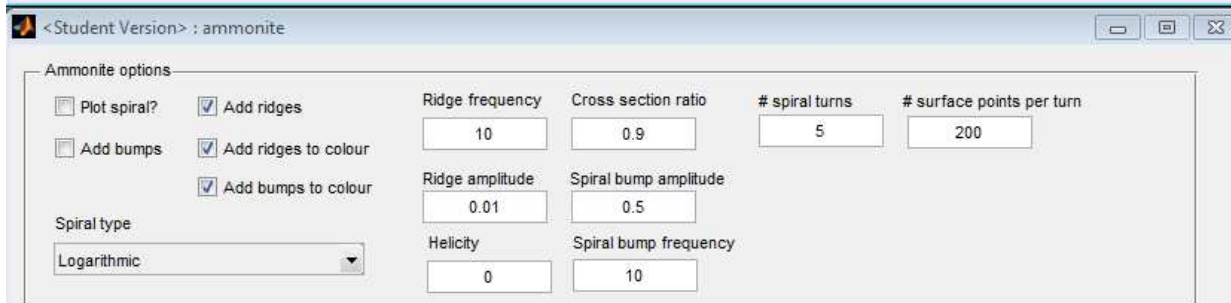 <Student Version> : ammonite
Ammonite options
Plot spiral?
Add ridges
Ridge frequency
Cross section ratio
# spiral turns
# surface points per turn
10
0.9
5
200
Add bumps
Add ridges to colour
Add bumps to colour
Ridge amplitude
Spiral bump amplitude
0.01
0.5
Spiral type
Helicity
Spiral bump frequency
Logarithmic
0
10